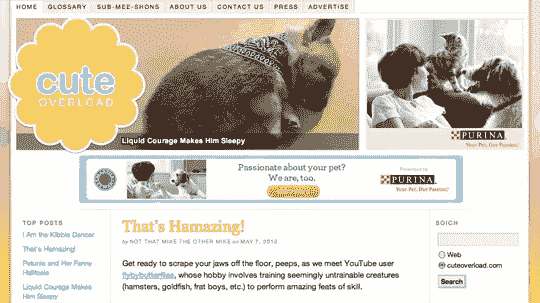 HOME GLOSSARY SUB-MEE-SHONS ABOUT US CONTACT US PRESS ADVERTISE
cute
OVERLOAD
Liquid Courage Makes Him Sleepy
PURINA
Your Pet, Our Passion.
Passionate about your pet?
We are, too.
PURINA
Your Pet, Our Passion.
TOP POSTS
I Am the Kibble Dancer
That's Hamazing!
Petunia and Her Fanny
Halitosis
Liquid Courage Makes
Him Sleepy
That's Hamazing!
by NOT THAT MIKE THE OTHER MIKE on MAY 7, 2012
Get ready to scrape your jaws off the floor, peeps, as we meet YouTube user
flybybutterflies, whose hobby involves training seemingly untrainable creatures
(hamsters, goldfish, frat boys, etc.) to perform amazing feats of skill.
SOICH
Web
cuteoverload.com
Search